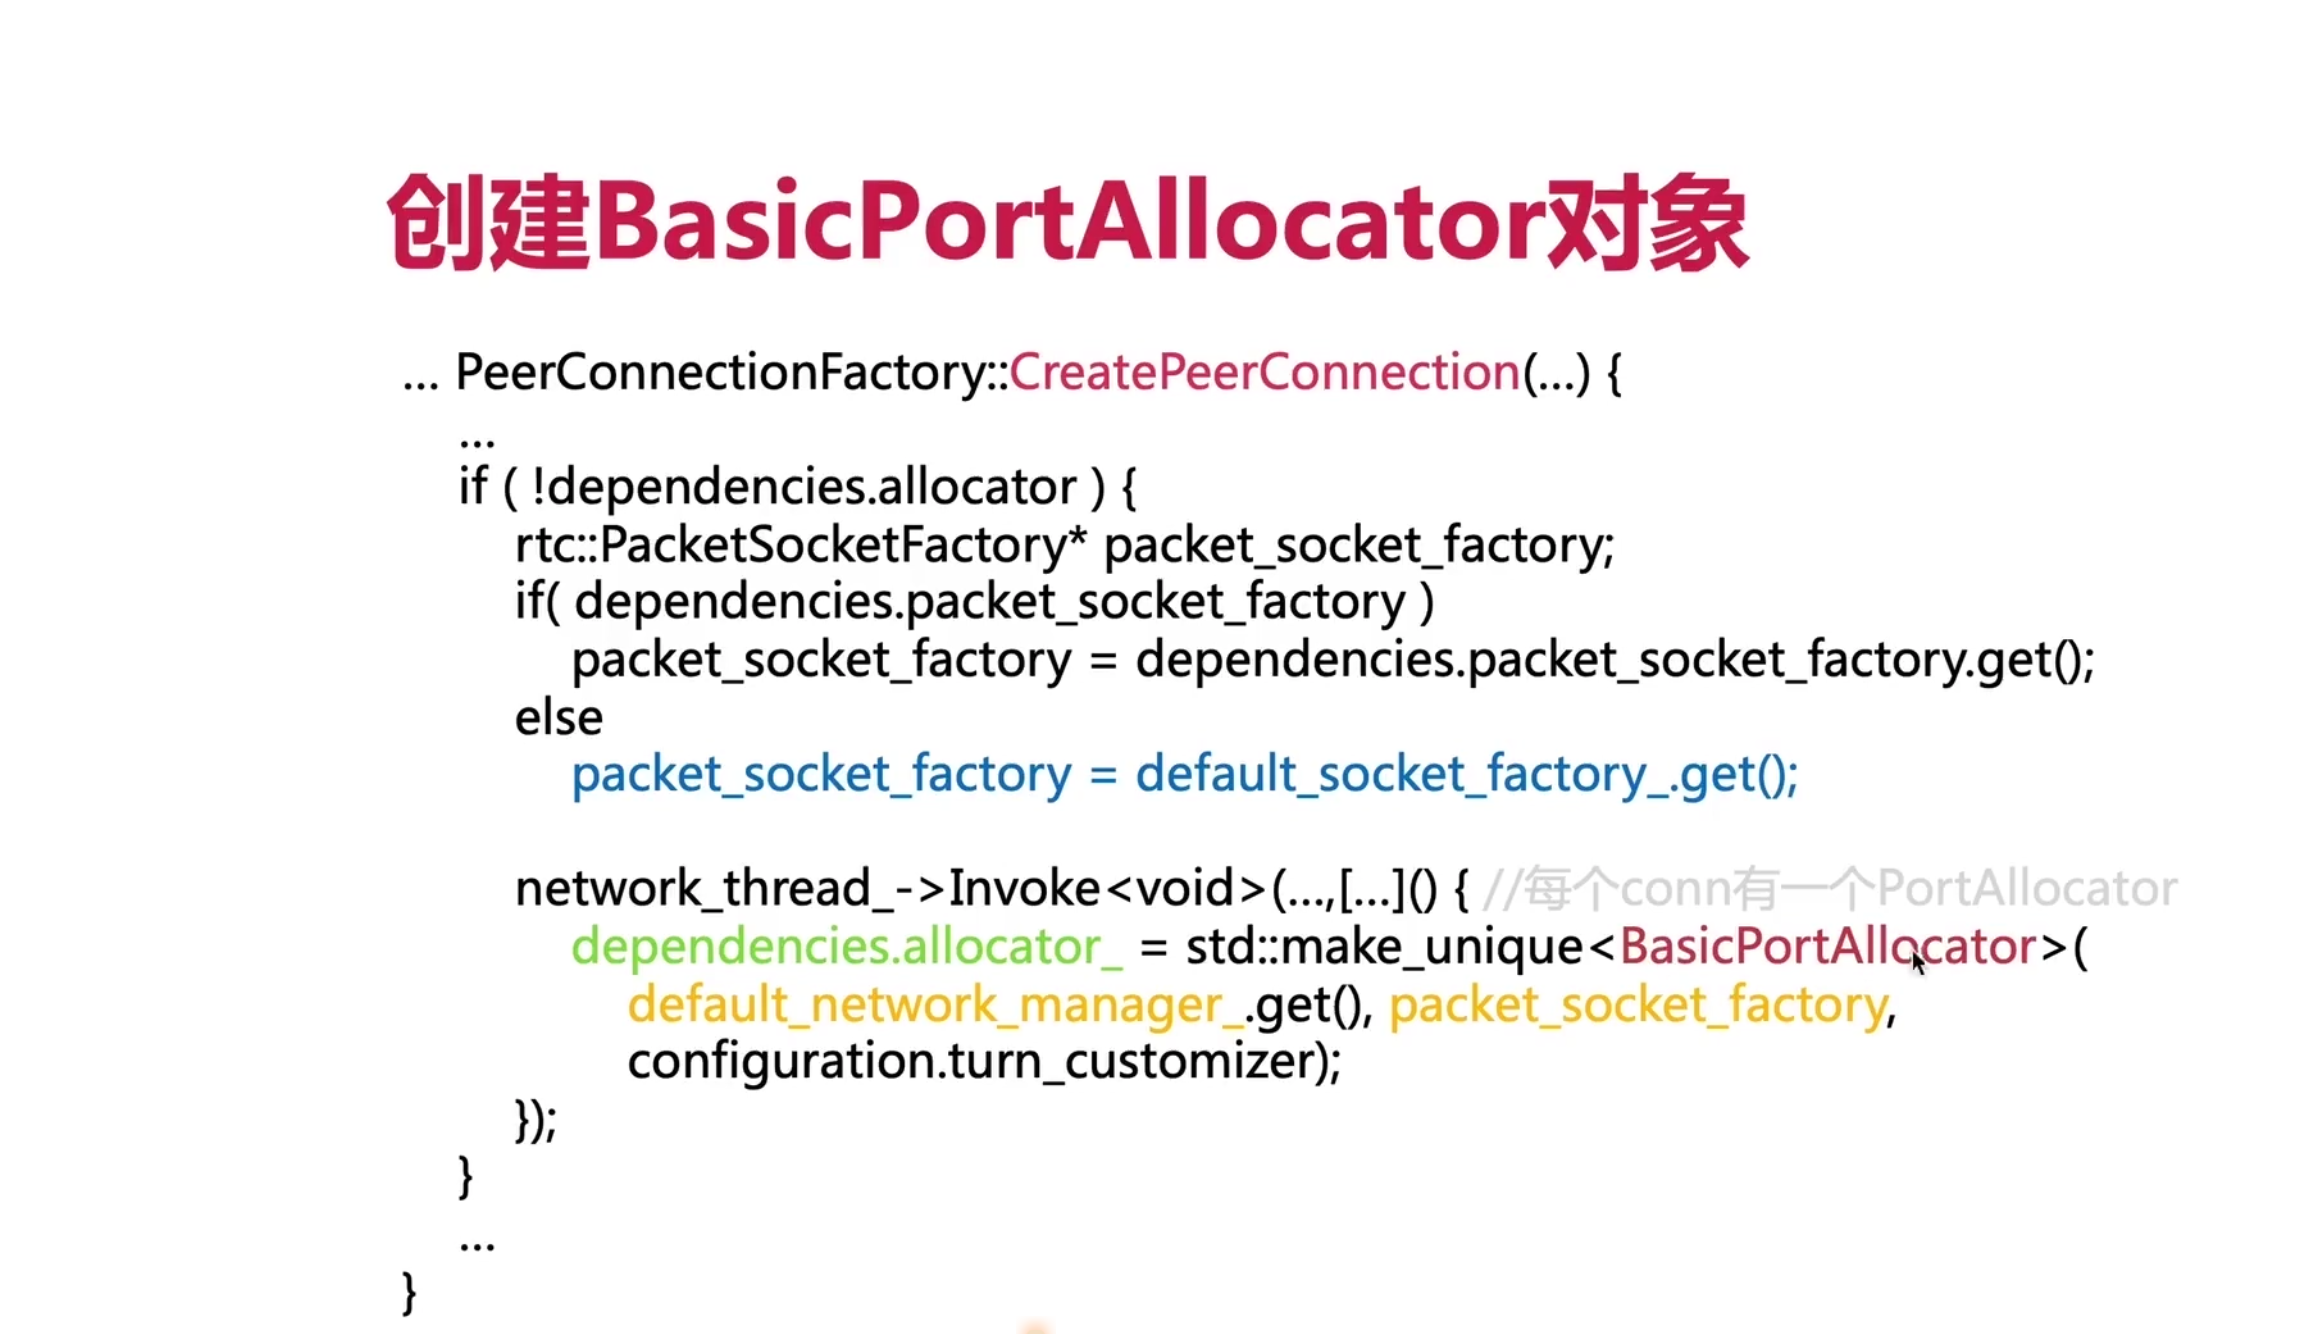 创建BasicPortAllocator对象
... PeerConnectionFactory::CreatePeerConnection(...) {
...
if ( !dependencies.allocator ) {
rtc::PacketSocketFactory* packet_socket_factory;
if( dependencies.packet_socket_factory )
packet_socket_factory = dependencies.packet_socket_factory.get();
else
packet_socket_factory = default_socket_factory_.get();
network_thread_->Invoke<void>(...,[...]() { //每个conn有一个PortAllocator
dependencies.allocator_ = std::make_unique<BasicPortAllocator>(
default_network_manager_.get(), packet_socket_factory,
configuration.turn_customizer);
});
}
...
}